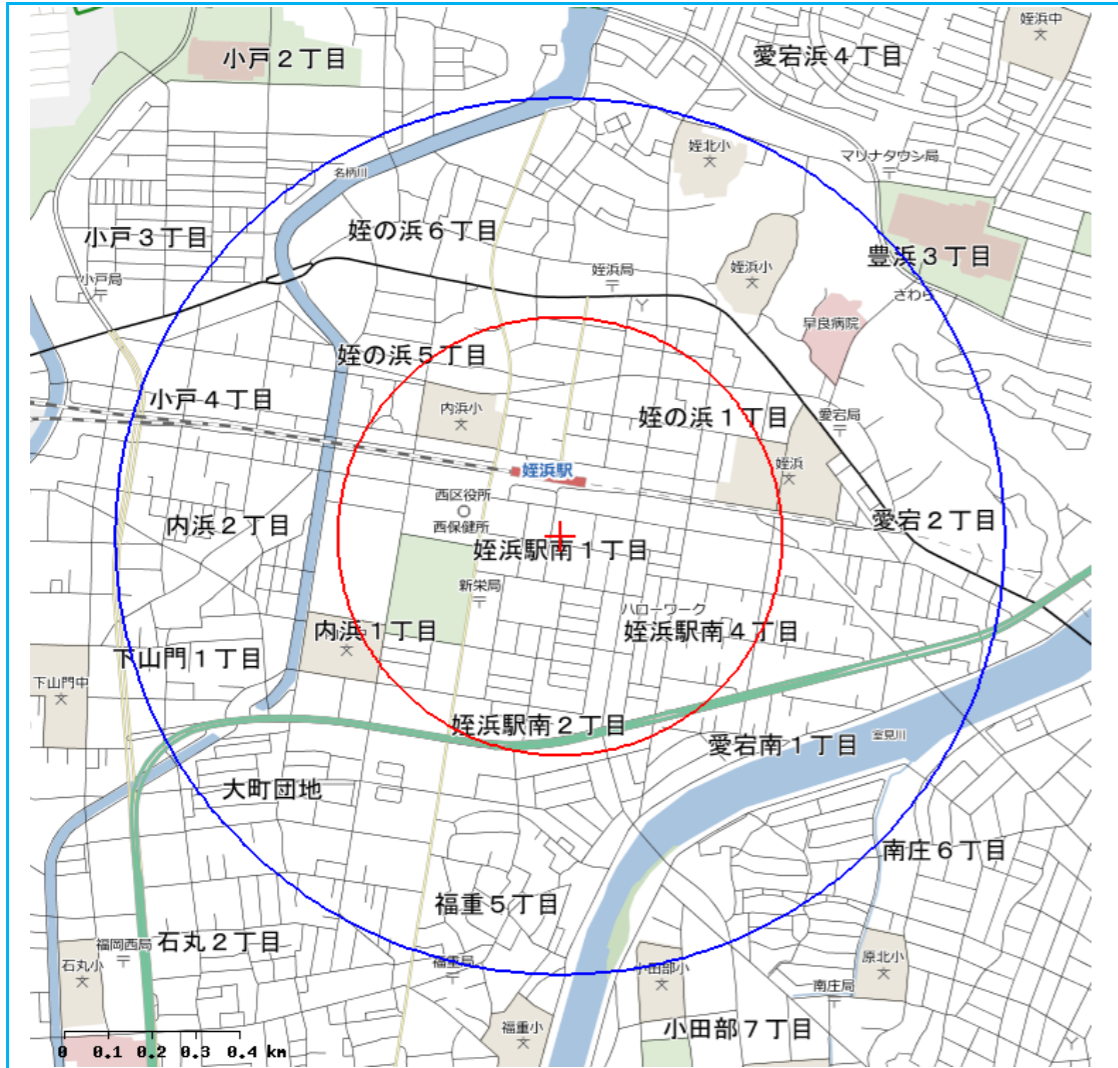 姪浜中
文
小戸２丁目
愛宕浜４丁目
姪北小
文
マリナタウン局
〒
名柄川
小戸３丁目
姪の浜６丁目
豊浜３丁目
小戸局
〒
姪浜局
〒
姪浜小
文
さわら
早良病院
姪の浜５丁目
小戸４丁目
内浜小
文
姪の浜１丁目
愛宕局
〒
姪浜駅
姪浜
文
西区役所
西保健所
内浜２丁目
愛宕２丁目
姪浜駅南１丁目
新栄局
〒
ハローワーク
内浜１丁目
文
姪浜駅南４丁目
下山門１丁目
下山門中
文
姪浜駅南２丁目
愛宕南１丁目
室見川
大町団地
南庄６丁目
福重５丁目
石丸２丁目
福岡西局
〒
石丸小
文
福重局
〒
小田部小
文
原北小
文
南庄局
〒
福重小
文
小田部７丁目
0 0.1 0.2 0.3 0.4 km